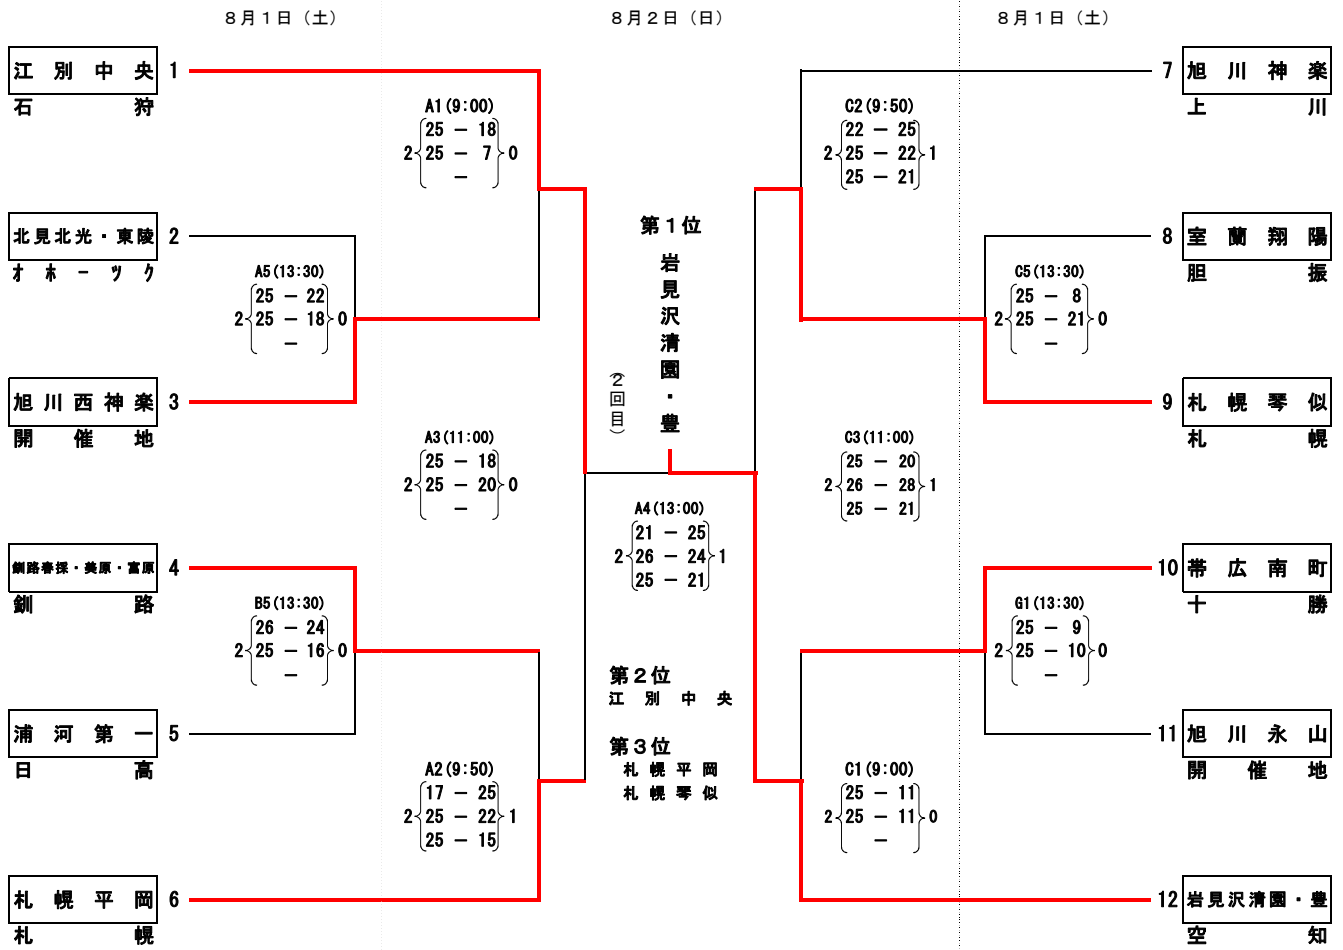 8月1日（土）
8月2日（日）
8月1日（土）
江別中央 1
石狩
A1(9:00)
25 － 18
2 25 － 7 0
－
北見北光・東陵 2
オホーツク
A5(13:30)
25 － 22
2 25 － 18 0
－
旭川西神楽 3
開催地
A3(11:00)
25 － 18
2 25 － 20 0
－
釧路春採・美原・富原 4
釧路
B5(13:30)
26 － 24
2 25 － 16 0
－
浦河第一 5
日高
A2(9:50)
17 － 25
2 25 － 22 1
25 － 15
札幌平岡 6
札幌
第1位
岩見沢清園・豊
（2回目）
A4(13:00)
21 － 25
2 26 － 24 1
25 － 21
第2位
江別中央
第3位
札幌平岡
札幌琴似
7 旭川神楽
上川
C2(9:50)
22 － 25
2 25 － 22 1
25 － 21
8 室蘭翔陽
胆振
C5(13:30)
25 － 8
2 25 － 21 0
－
9 札幌琴似
札幌
C3(11:00)
25 － 20
2 26 － 28 1
25 － 21
10 帯広南町
十勝
G1(13:30)
25 － 9
2 25 － 10 0
－
11 旭川永山
開催地
C1(9:00)
25 － 11
2 25 － 11 0
－
12 岩見沢清園・豊
空知